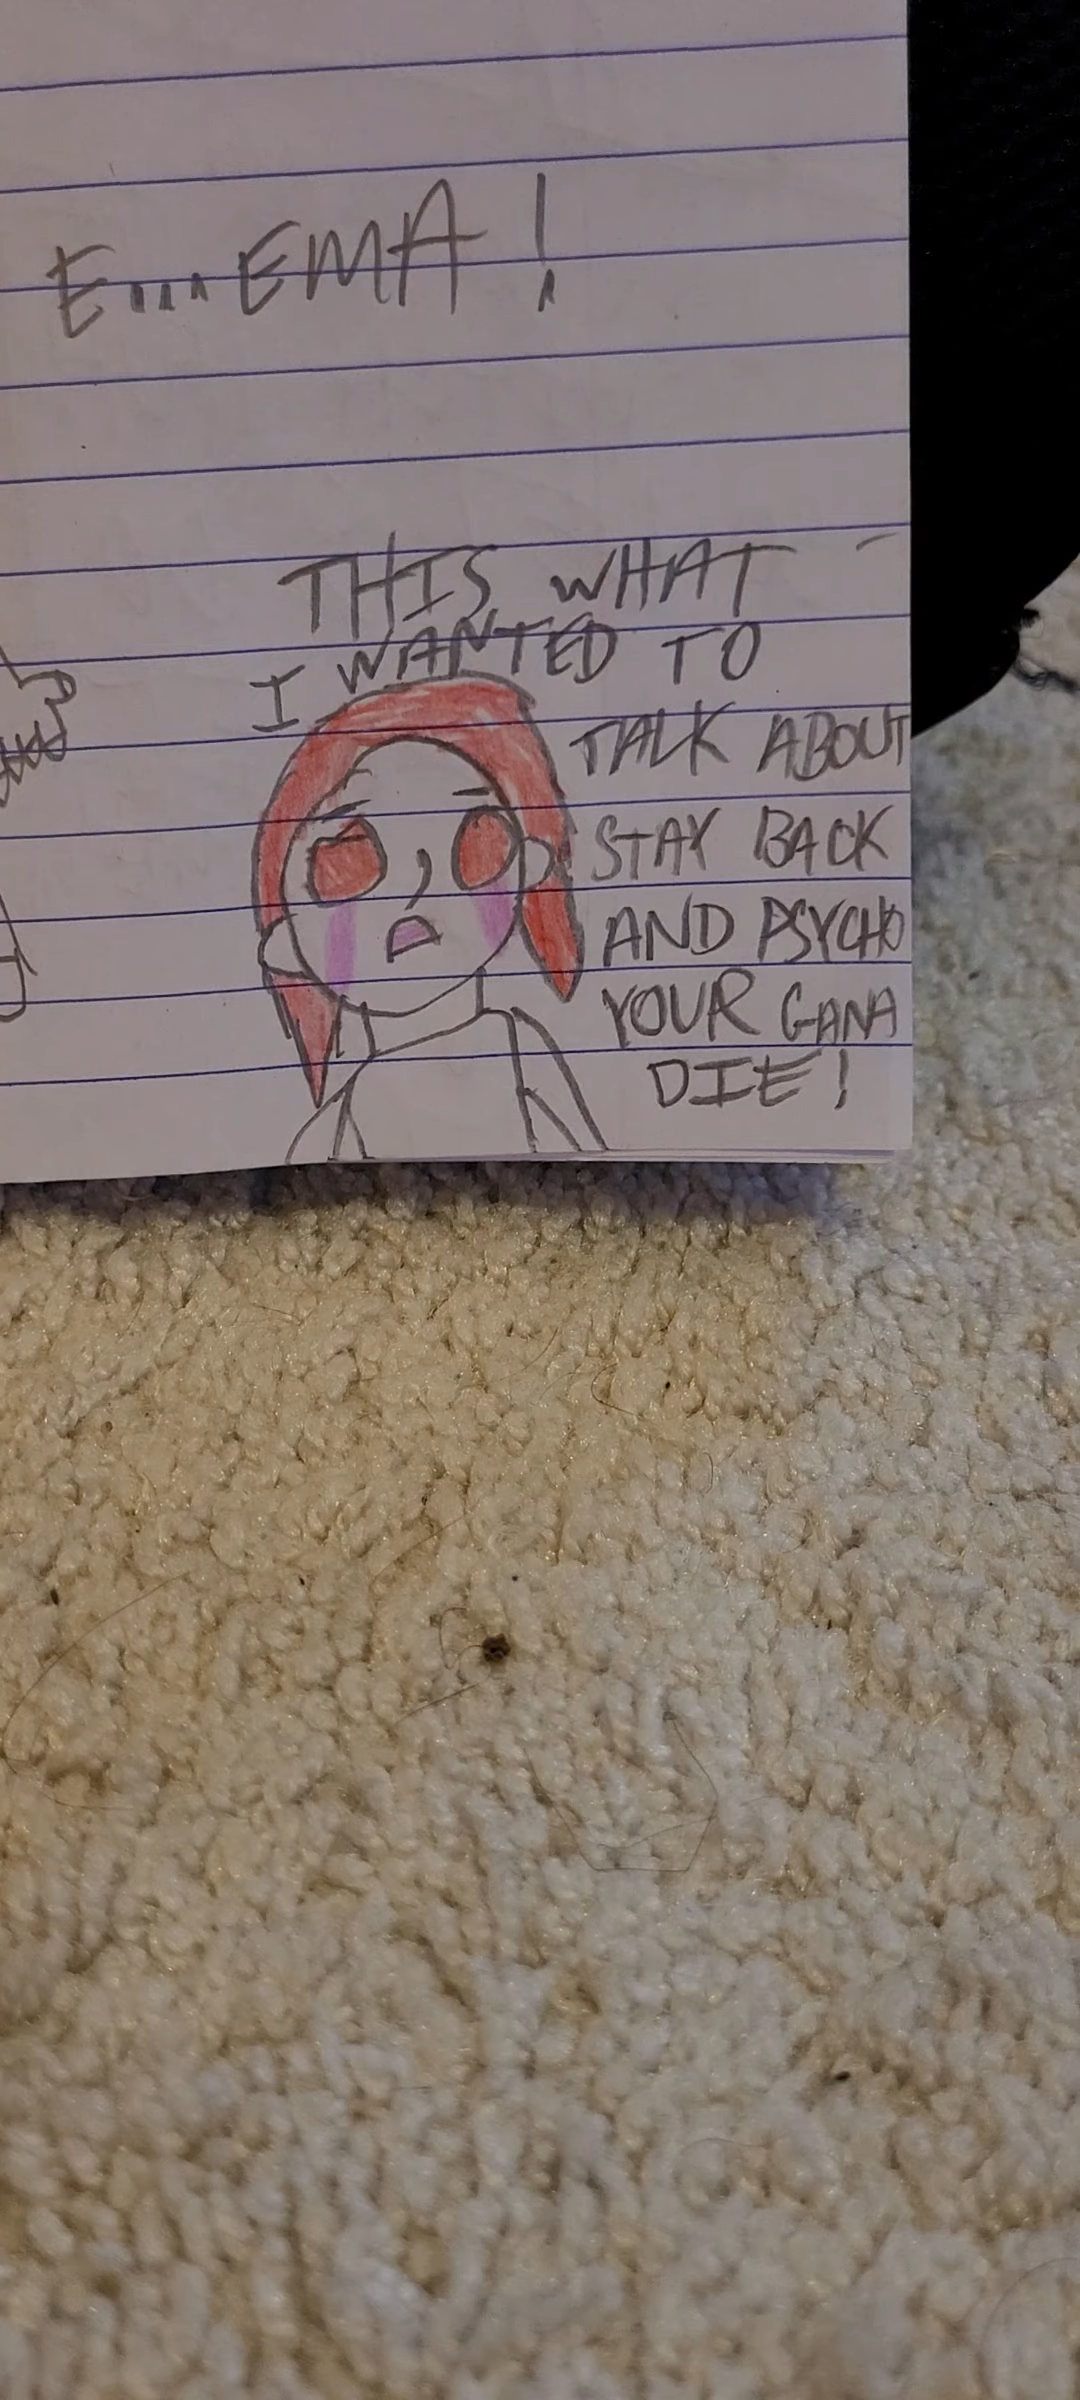 E...EMA!
THIS WHAT
I WANTED TO
TALK ABOUT
STAY BACK
AND PSYCHO
YOUR GANA
DIE!